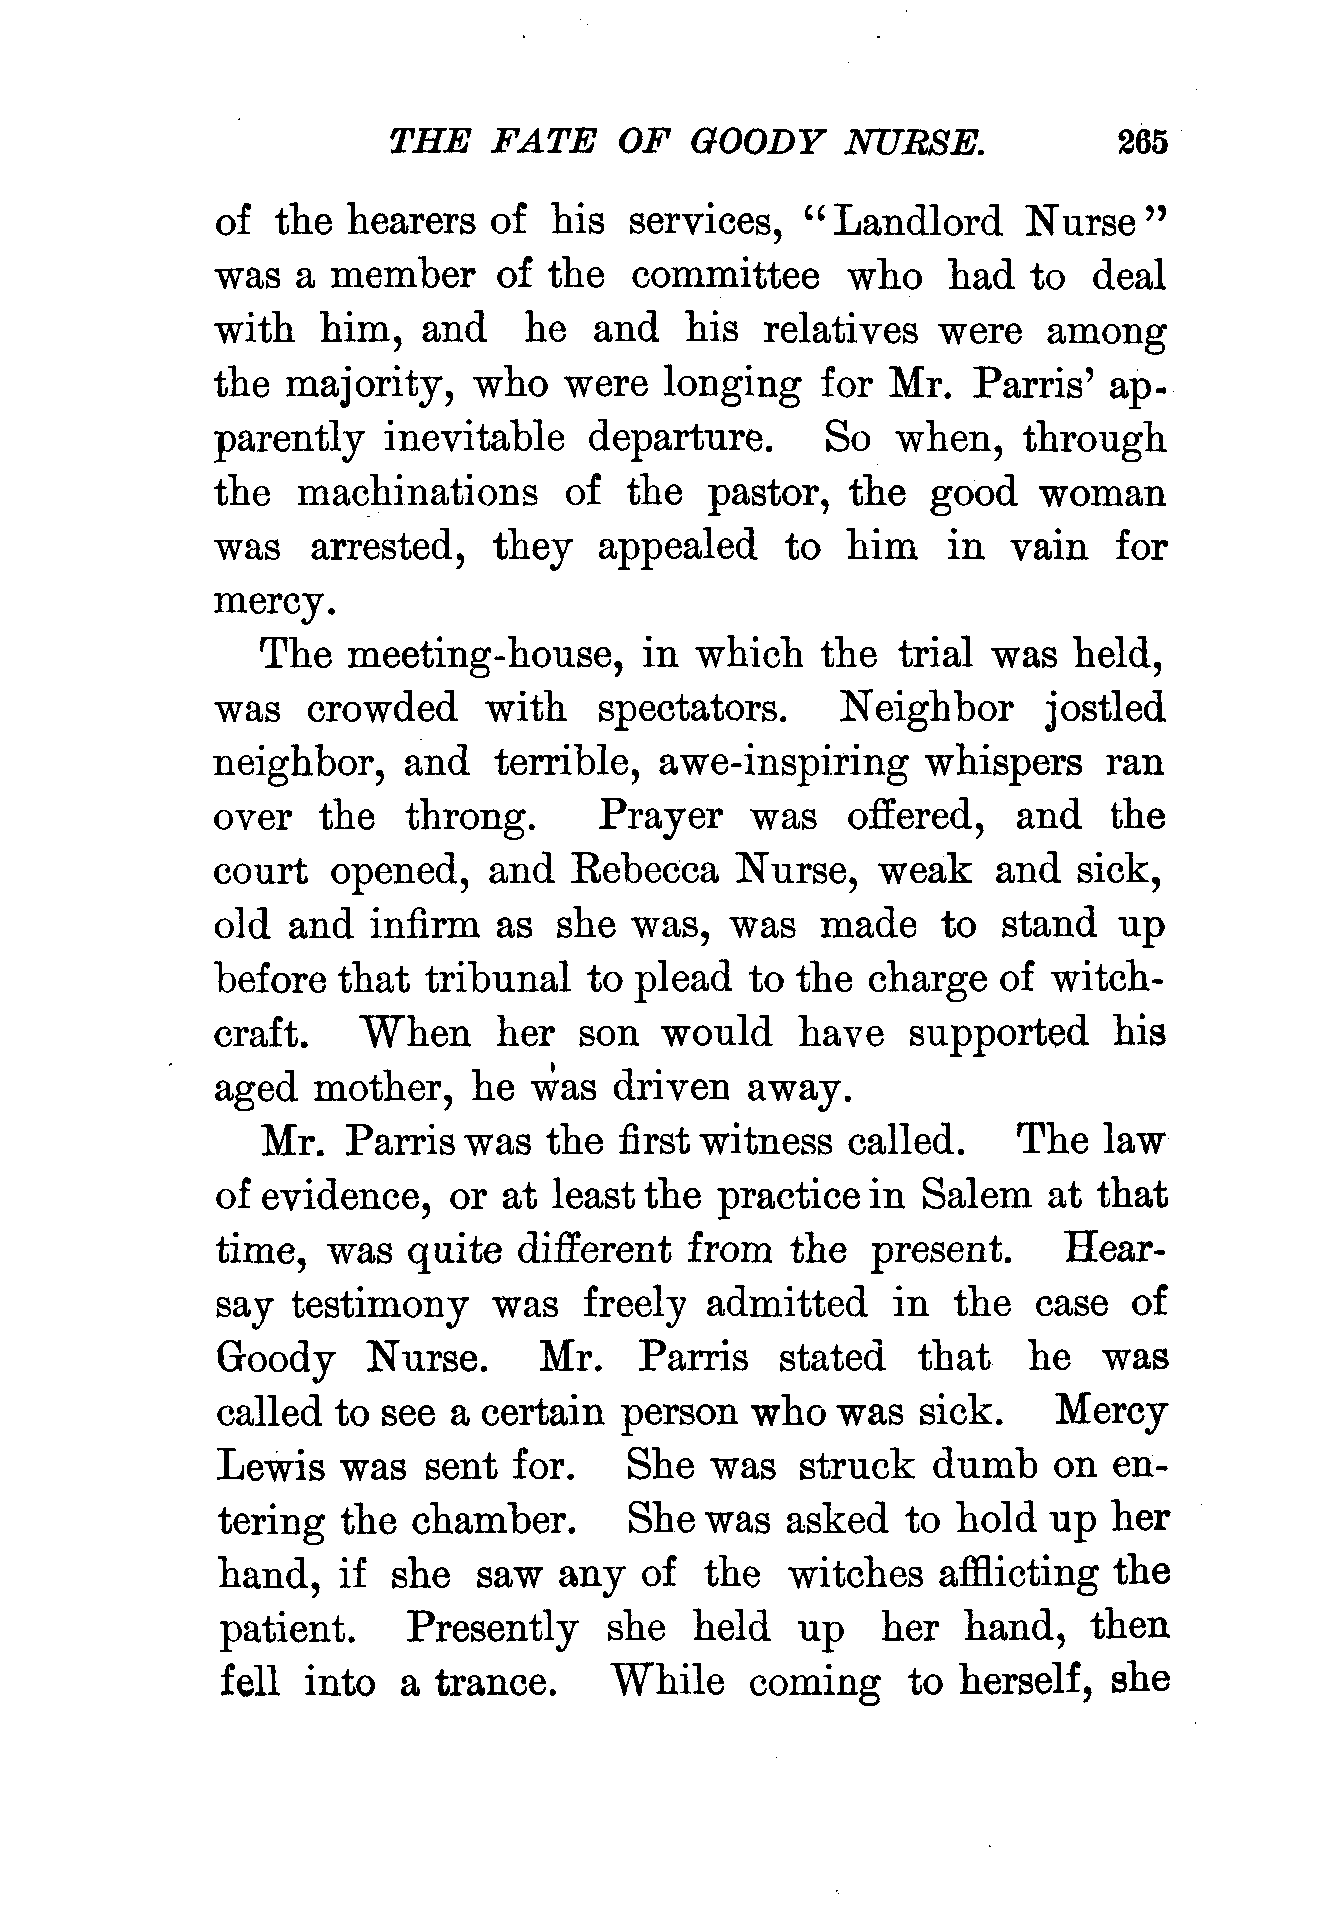 THE FATE OF GOODY NURSE. 265
of the hearers of his services, “Landlord Nurse”
was a member of the committee who had to deal
with him, and he and his relatives were among
the majority, who were longing for Mr. Parris’ ap-
parently inevitable departure. So when, through
the machinations of the pastor, the good woman
was arrested, they appealed to him in vain for
mercy.
The meeting-house, in which the trial was held,
was crowded with spectators. Neighbor jostled
neighbor, and terrible, awe-inspiring whispers ran
over the throng. Prayer was offered, and the
court opened, and Rebecca Nurse, weak and sick,
old and infirm as she was, was made to stand up
before that tribunal to plead to the charge of witch-
craft. When her son would have supported his
aged mother, he was driven away.
Mr. Parris was the first witness called. The law
of evidence, or at least the practice in Salem at that
time, was quite different from the present. Hear-
say testimony was freely admitted in the case of
Goody Nurse. Mr. Parris stated that he was
called to see a certain person who was sick. Mercy
Lewis was sent for. She was struck dumb on en-
tering the chamber. She was asked to hold up her
hand, if she saw any of the witches afflicting the
patient. Presently she held up her hand, then
fell into a trance. While coming to herself, she